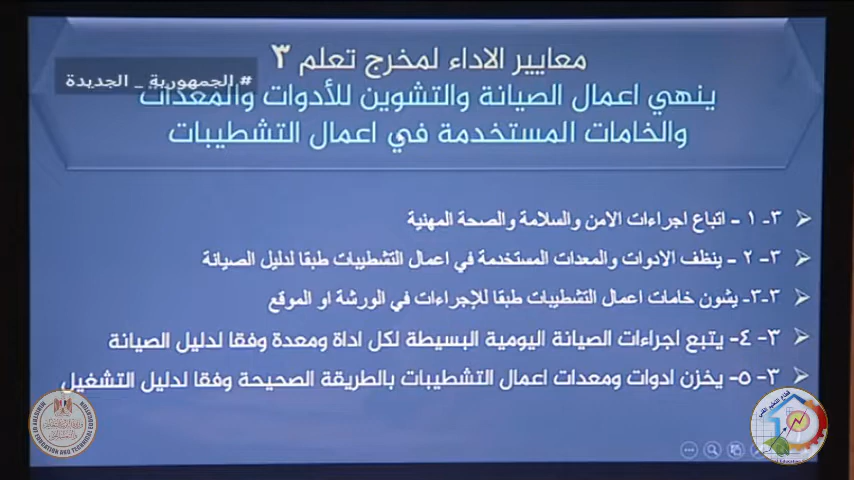 معايير الاداء لمخرج تعلم ٣
#الجمهورية _ الجديدة
ينهي اعمال الصيانة والتشوين للأدوات والمعدات
والخامات المستخدمة في اعمال التشطيبات
٣- ١ - اتباع اجراءات الامن والسلامة والصحة المهنية
٣- ٢ - ينظف الادوات والمعدات المستخدمة في اعمال التشطيبات طبقا لدليل الصيانة
٣-٣- يشون خامات اعمال التشطيبات طبقا للإجراءات في الورشة او الموقع
٣- ٤- يتبع اجراءات الصيانة اليومية البسيطة لكل اداة ومعدة وفقا لدليل الصيانة
٣- ٥- يخزن ادوات ومعدات اعمال التشطيبات بالطريقة الصحيحة وفقا لدليل التشغيل